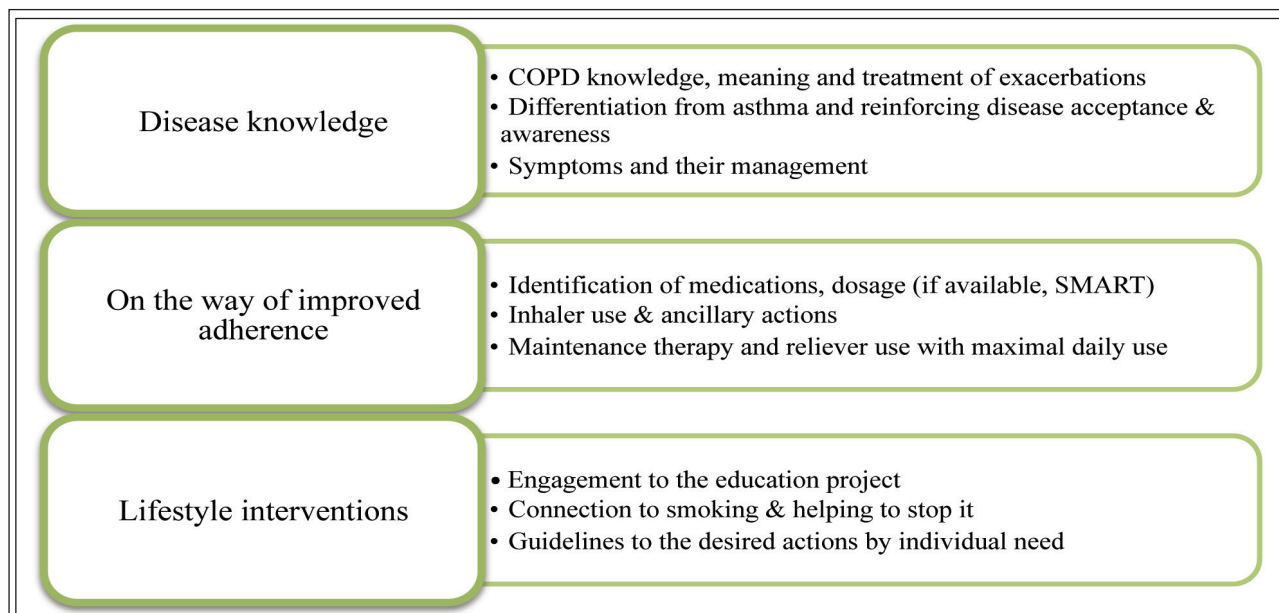 Disease knowledge
• COPD knowledge, meaning and treatment of exacerbations
• Differentiation from asthma and reinforcing disease acceptance &
awareness
• Symptoms and their management
On the way of improved
adherence
• Identification of medications, dosage (if available, SMART)
• Inhaler use & ancillary actions
• Maintenance therapy and reliever use with maximal daily use
Lifestyle interventions
• Engagement to the education project
• Connection to smoking & helping to stop it
• Guidelines to the desired actions by individual need